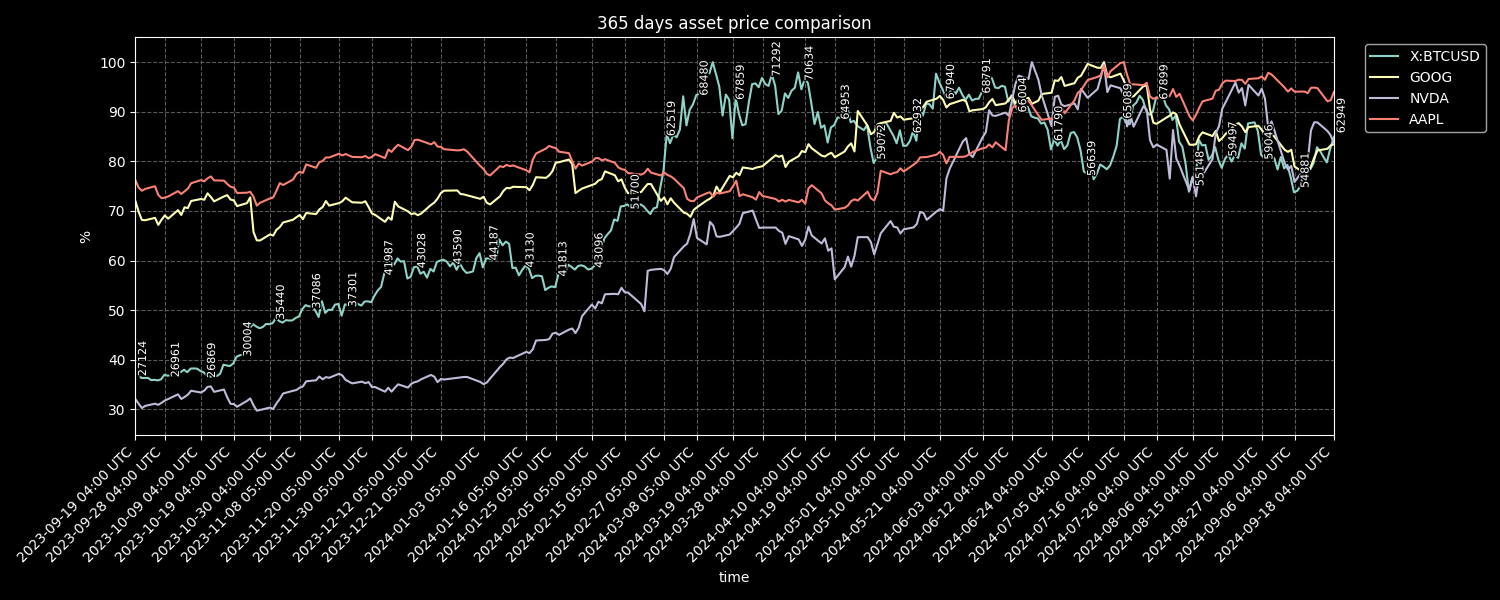 365 days asset price comparison
X:BTCUSD
GOOG
NVDA
AAPL
%
100
90
80
70
60
50
40
30
27124
26961
26869
30004
35440
37086
37301
41987
43028
43590
44187
43130
41813
43096
51700
62519
68480
67859
71292
70634
64953
59072
62932
67940
68791
66004
61790
56639
65089
67899
55148
59497
59046
54881
62949
2023-09-19 04:00 UTC
2023-09-28 04:00 UTC
2023-10-09 04:00 UTC
2023-10-19 04:00 UTC
2023-10-30 04:00 UTC
2023-11-08 05:00 UTC
2023-11-20 05:00 UTC
2023-11-30 05:00 UTC
2023-12-12 05:00 UTC
2023-12-21 05:00 UTC
2024-01-03 05:00 UTC
2024-01-16 05:00 UTC
2024-01-25 05:00 UTC
2024-02-05 05:00 UTC
2024-02-15 05:00 UTC
2024-02-27 05:00 UTC
2024-03-08 05:00 UTC
2024-03-19 04:00 UTC
2024-03-28 04:00 UTC
2024-04-10 04:00 UTC
2024-04-19 04:00 UTC
2024-05-01 04:00 UTC
2024-05-10 04:00 UTC
2024-05-21 04:00 UTC
2024-06-03 04:00 UTC
2024-06-12 04:00 UTC
2024-06-24 04:00 UTC
2024-07-05 04:00 UTC
2024-07-16 04:00 UTC
2024-07-26 04:00 UTC
2024-08-06 04:00 UTC
2024-08-15 04:00 UTC
2024-08-27 04:00 UTC
2024-09-06 04:00 UTC
2024-09-18 04:00 UTC
time